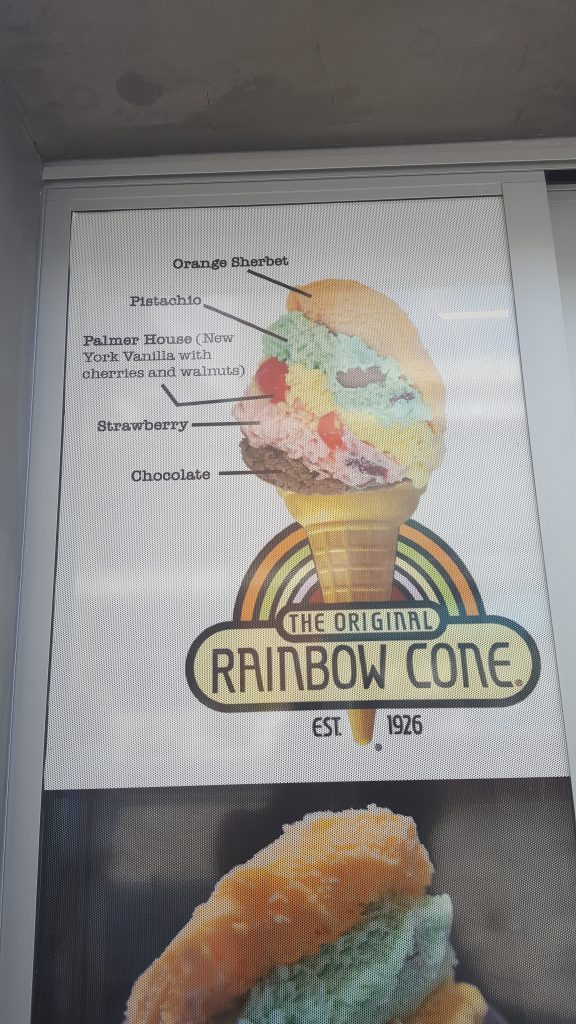 Orange Sherbet
Pistachio
Palmer House (New
York Vanilla with
cherries and walnuts)
Strawberry
Chocolate
THE ORIGINAL
RAINBOW CONE®
EST. 1926
®